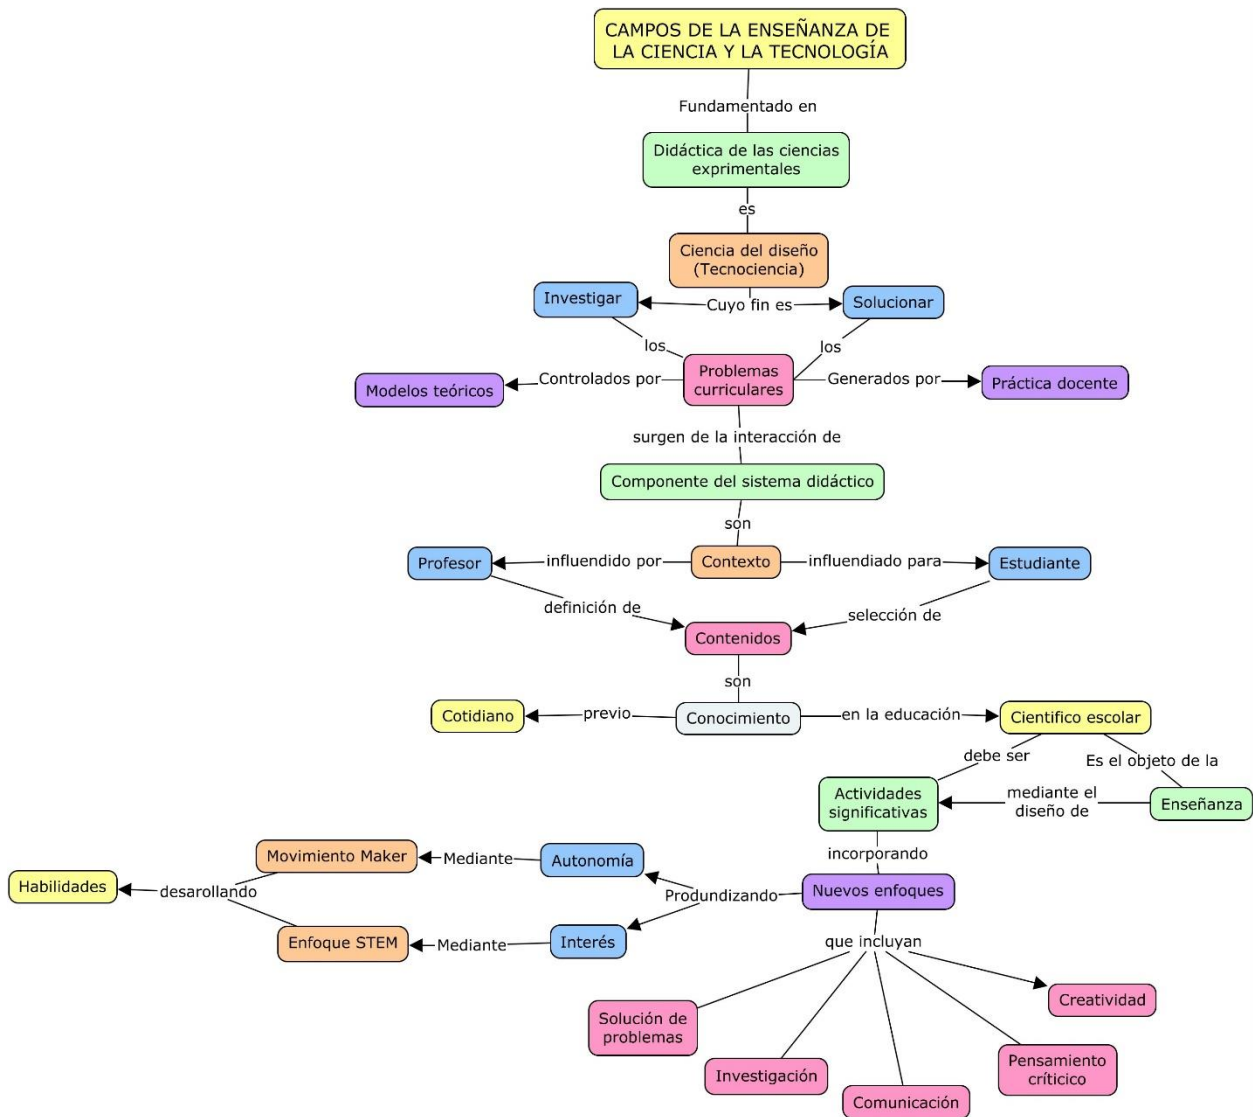 CAMPOS DE LA ENSEÑANZA DE
LA CIENCIA Y LA TECNOLOGÍA
Fundamentado en
Didáctica de las ciencias
exprimentales
es
Ciencia del diseño
(Tecnociencia)
Investigar
Cuyo fin es
Solucionar
los
los
Modelos teóricos
Controlados por
Problemas
curriculares
Generados por
Práctica docente
surgen de la interacción de
Componente del sistema didáctico
son
Profesor
influendido por
Contexto
influendiado para
Estudiante
definición de
selección de
Contenidos
son
Cotidiano
previo
Conocimiento
en la educación
Cientifico escolar
debe ser
Es el objeto de la
Actividades
significativas
mediante el
diseño de
Enseñanza
incorporando
Movimiento Maker
Mediante
Autonomía
Habilidades
desarollando
Produndizando
Nuevos enfoques
Enfoque STEM
Mediante
Interés
que incluyan
Creatividad
Solución de
problemas
Investigación
Pensamiento
críticico
Comunicación